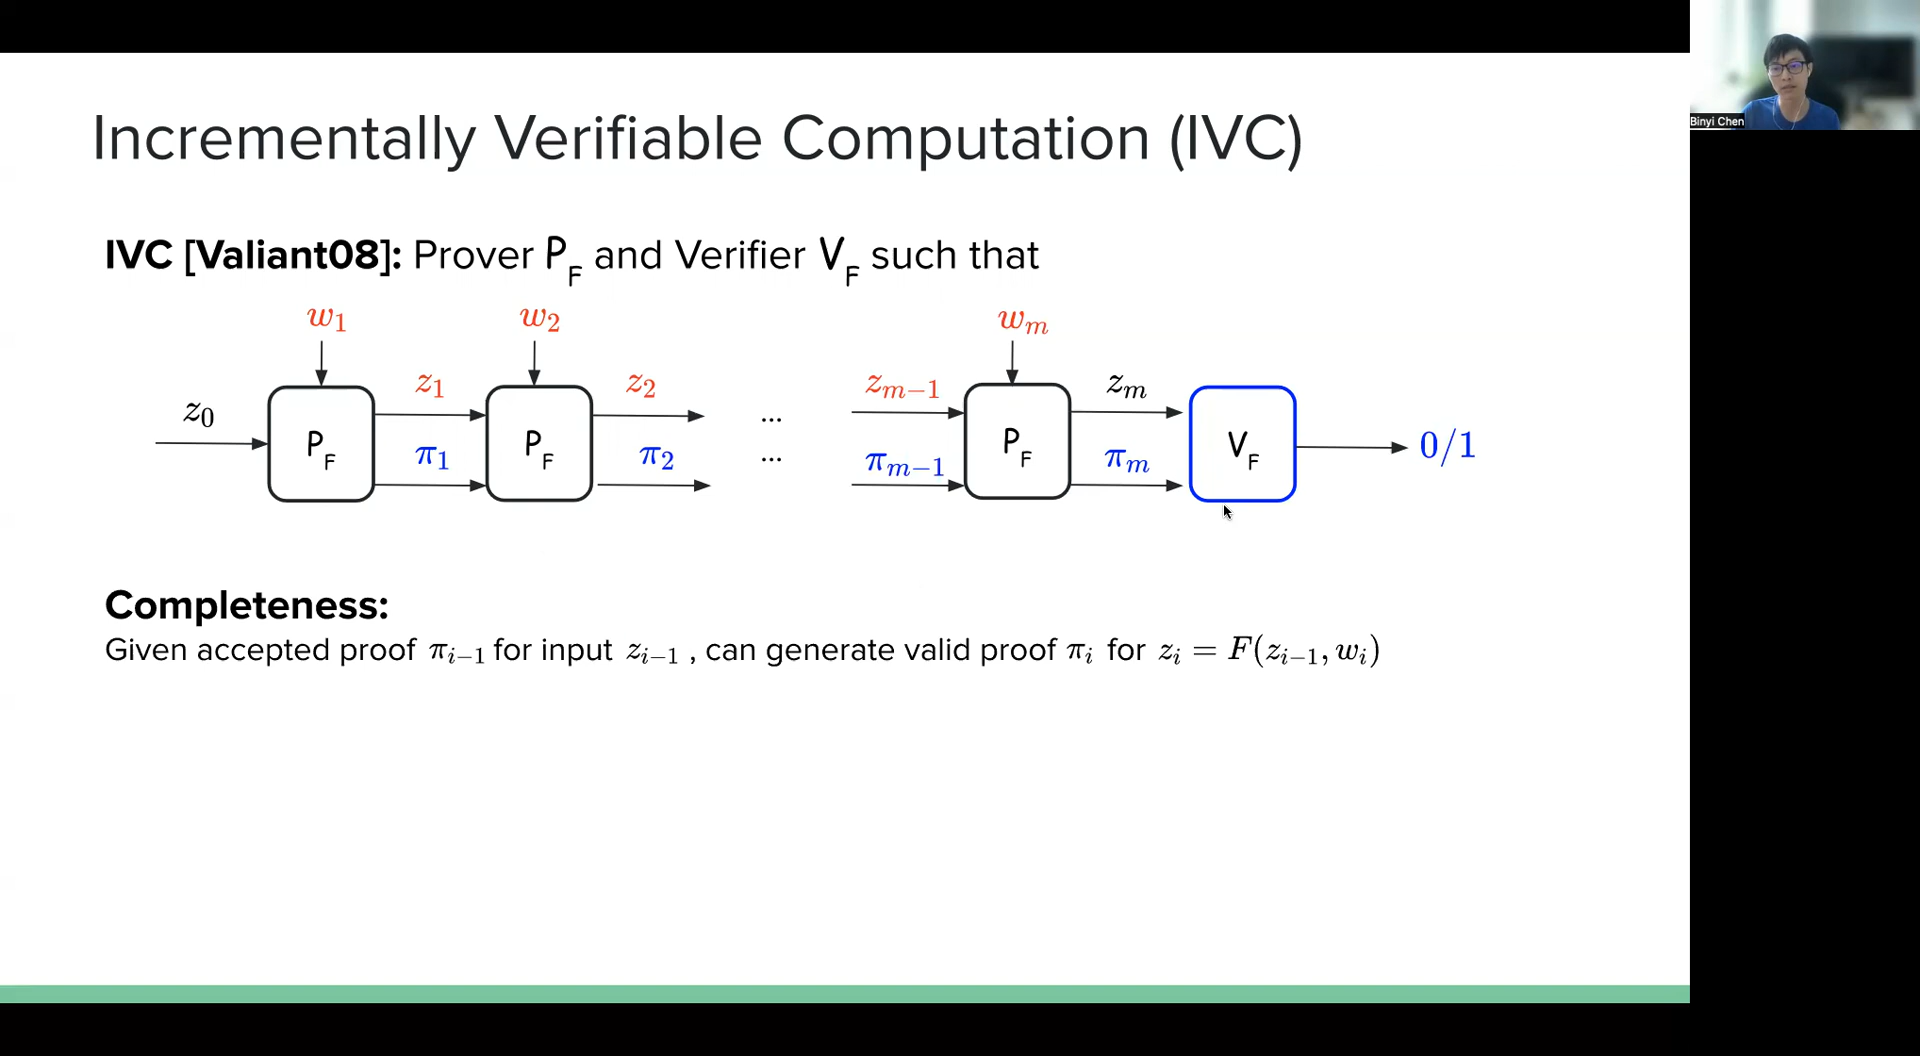 Binyi Chen
Incrementally Verifiable Computation (IVC)
IVC [Valiant08]: Prover P_F and Verifier V_F such that
w_1 w_2 w_m
z_0 z_1 z_2 z_{m-1} z_m
P_F P_F ... P_F V_F 0/1
π_1 π_2 ... π_{m-1} π_m
Completeness:
Given accepted proof π_{i-1} for input z_{i-1} , can generate valid proof π_i for z_i = F(z_{i-1}, w_i)